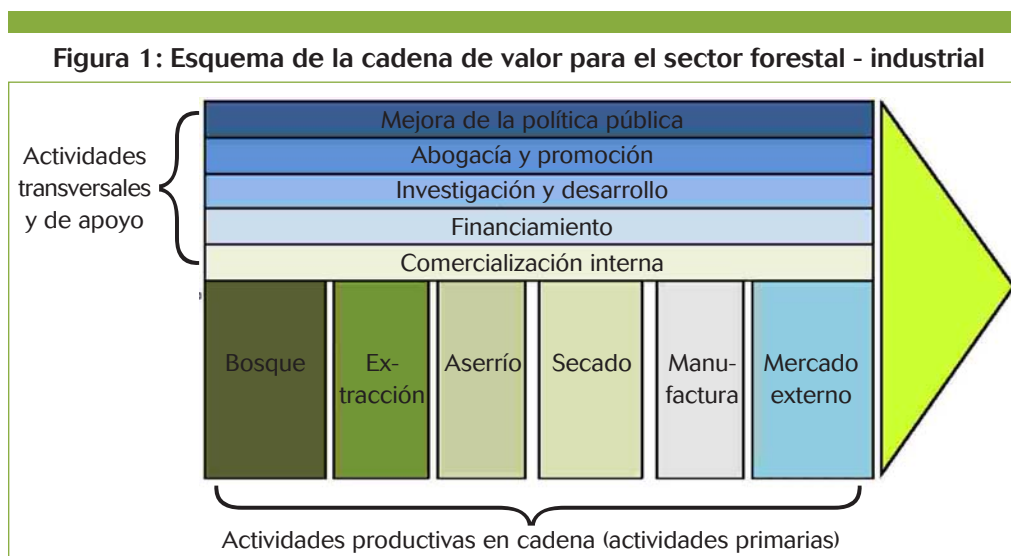 Figura 1: Esquema de la cadena de valor para el sector forestal - industrial
Actividades
transversales
y de apoyo
Mejora de la política pública
Abogacía y promoción
Investigación y desarrollo
Financiamiento
Comercialización interna
Bosque
Ex-
tracción
Aserrío
Secado
Manu-
factura
Mercado
externo
Actividades productivas en cadena (actividades primarias)